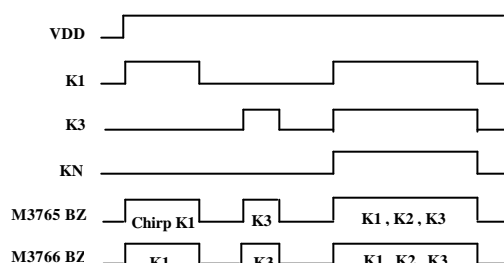 VDD
K1
K3
KN
M3765 BZ Chirp K1 K3 K1 , K2 , K3
M3766 BZ K1 K3 K1 K2 K3